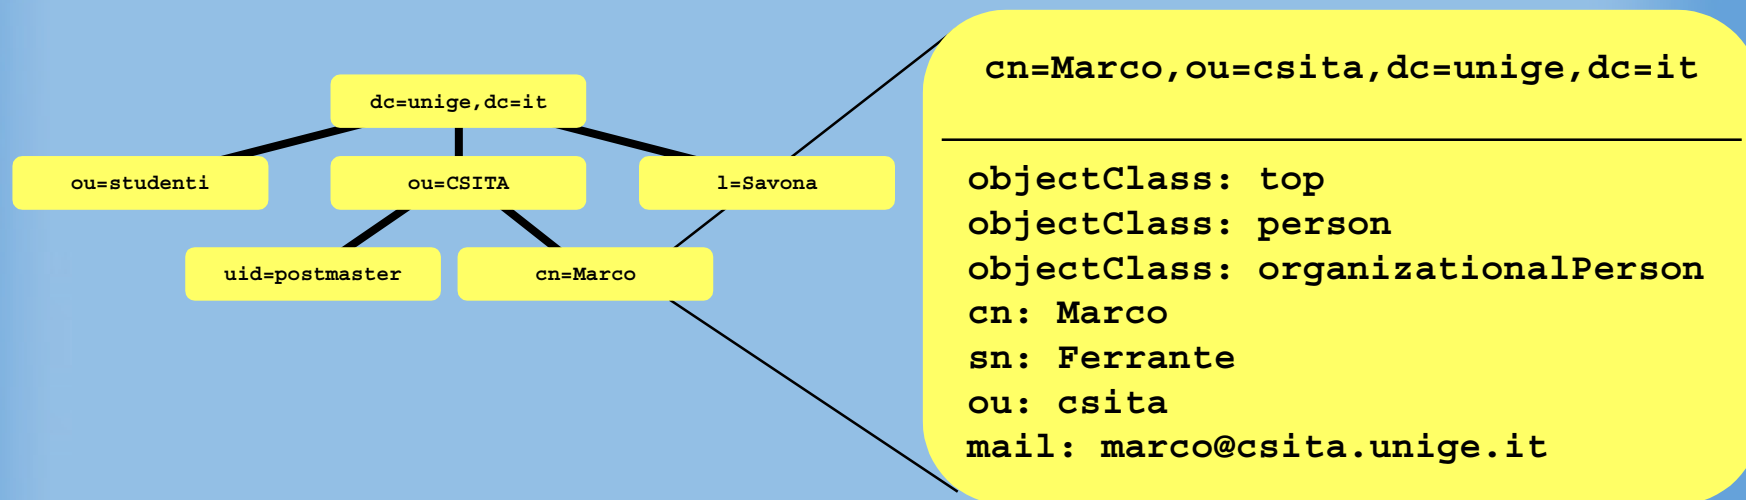 dc=unige,dc=it
ou=studenti
ou=CSITA
l=Savona
uid=postmaster
cn=Marco
cn=Marco,ou=csita,dc=unige,dc=it
objectClass: top
objectClass: person
objectClass: organizationalPerson
cn: Marco
sn: Ferrante
ou: csita
mail: marco@csita.unige.it